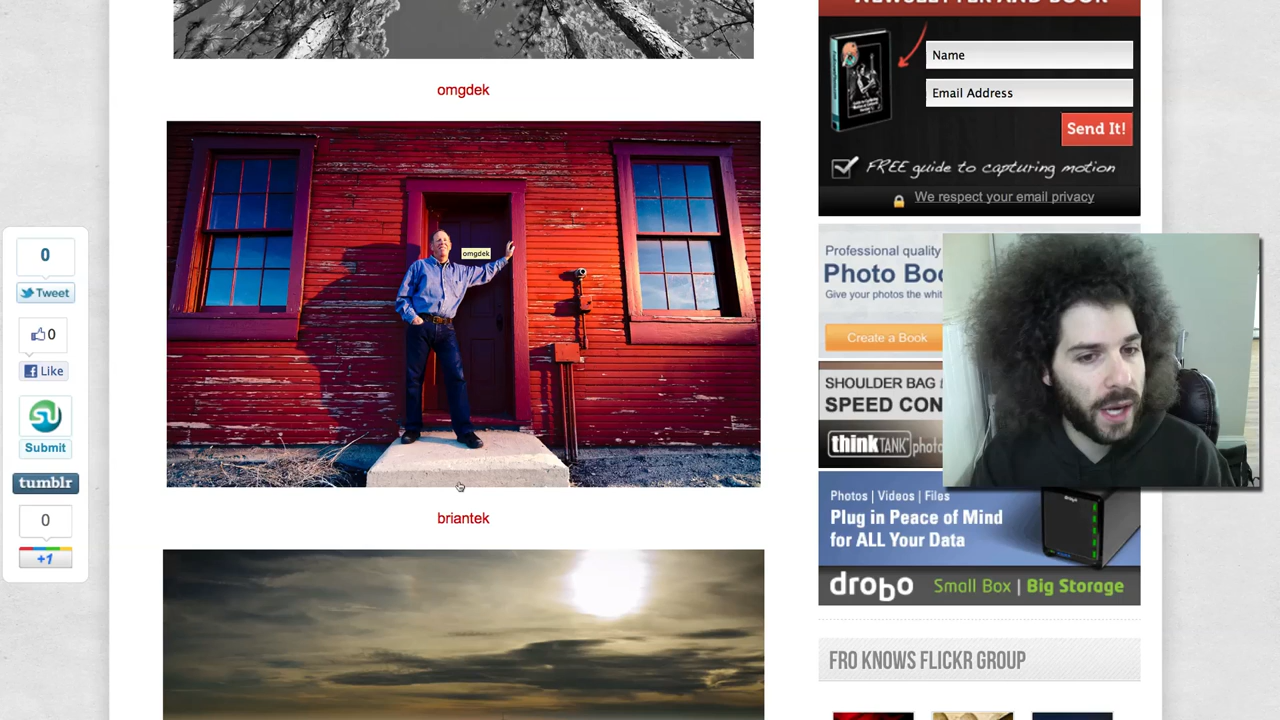 NEWSLETTER AND BOOK
Name
Email Address
Send It!
FREE guide to capturing motion
We respect your email privacy
omgdek
omgdek
briantek
0
Tweet
0
Like
Submit
tumblr
0
+1
Professional quality
Photo Boo
Give your photos the whit
Create a Book
SHOULDER BAG
SPEED CON
thinkTANK photo
Photos | Videos | Files
Plug in Peace of Mind
for ALL Your Data
drobo
Small Box | Big Storage
FRO KNOWS FLICKR GROUP